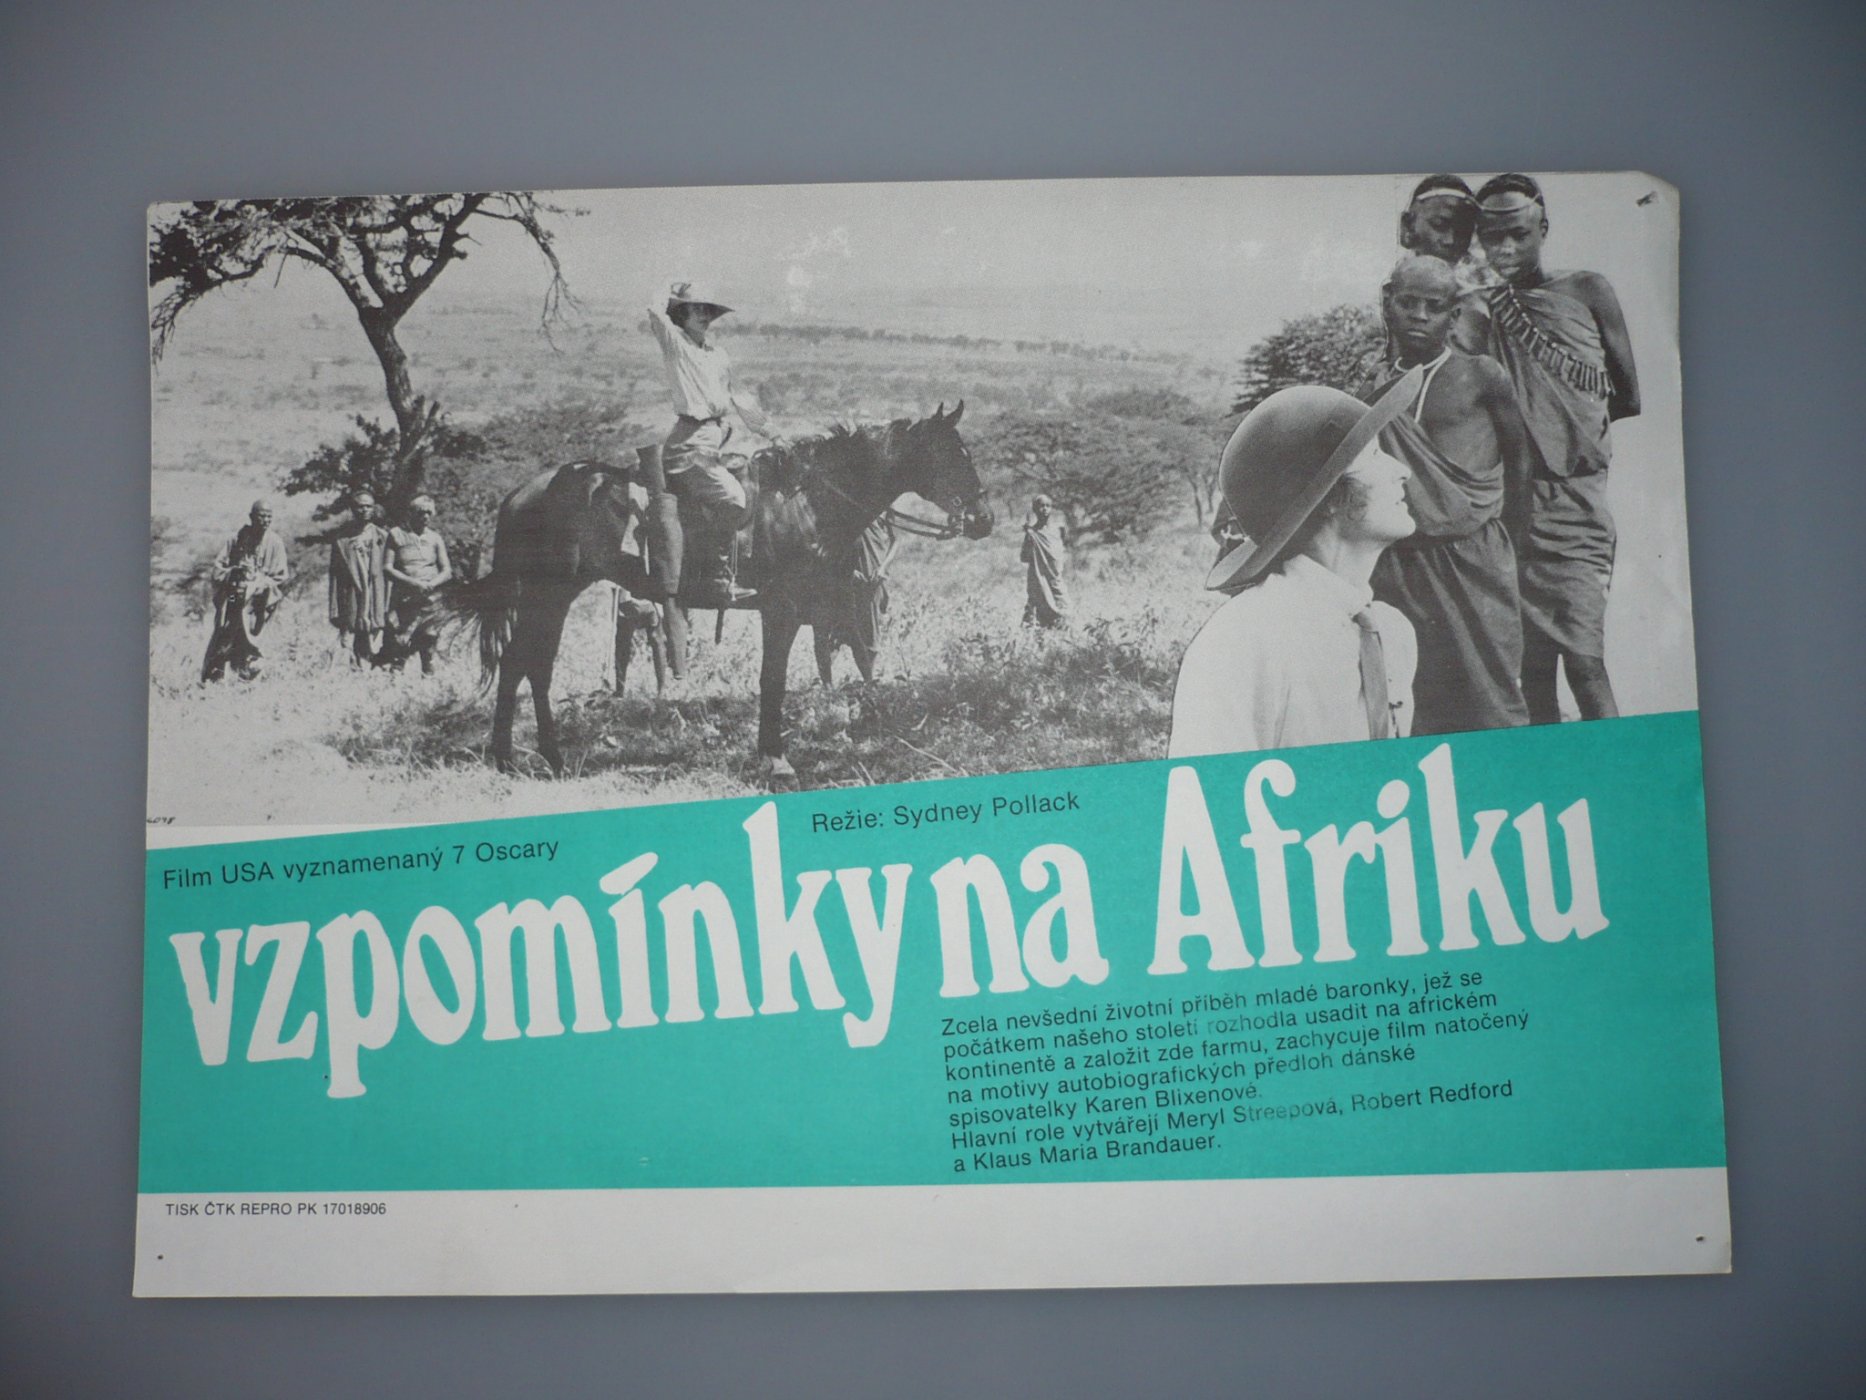 Film USA vyznamenaný 7 Oscary
Režie: Sydney Pollack
vzpomínky na Afriku
Zcela nevšední životní příběh mladé baronky, jež se
počátkem našeho století rozhodla usadit na africkém
kontinentě a založit zde farmu, zachycuje film natočený
na motivy autobiografických předloh dánské
spisovatelky Karen Blixenové.
Hlavní role vytvářejí Meryl Streepová, Robert Redford
a Klaus Maria Brandauer.
TISK ČTK REPRO PK 17018906